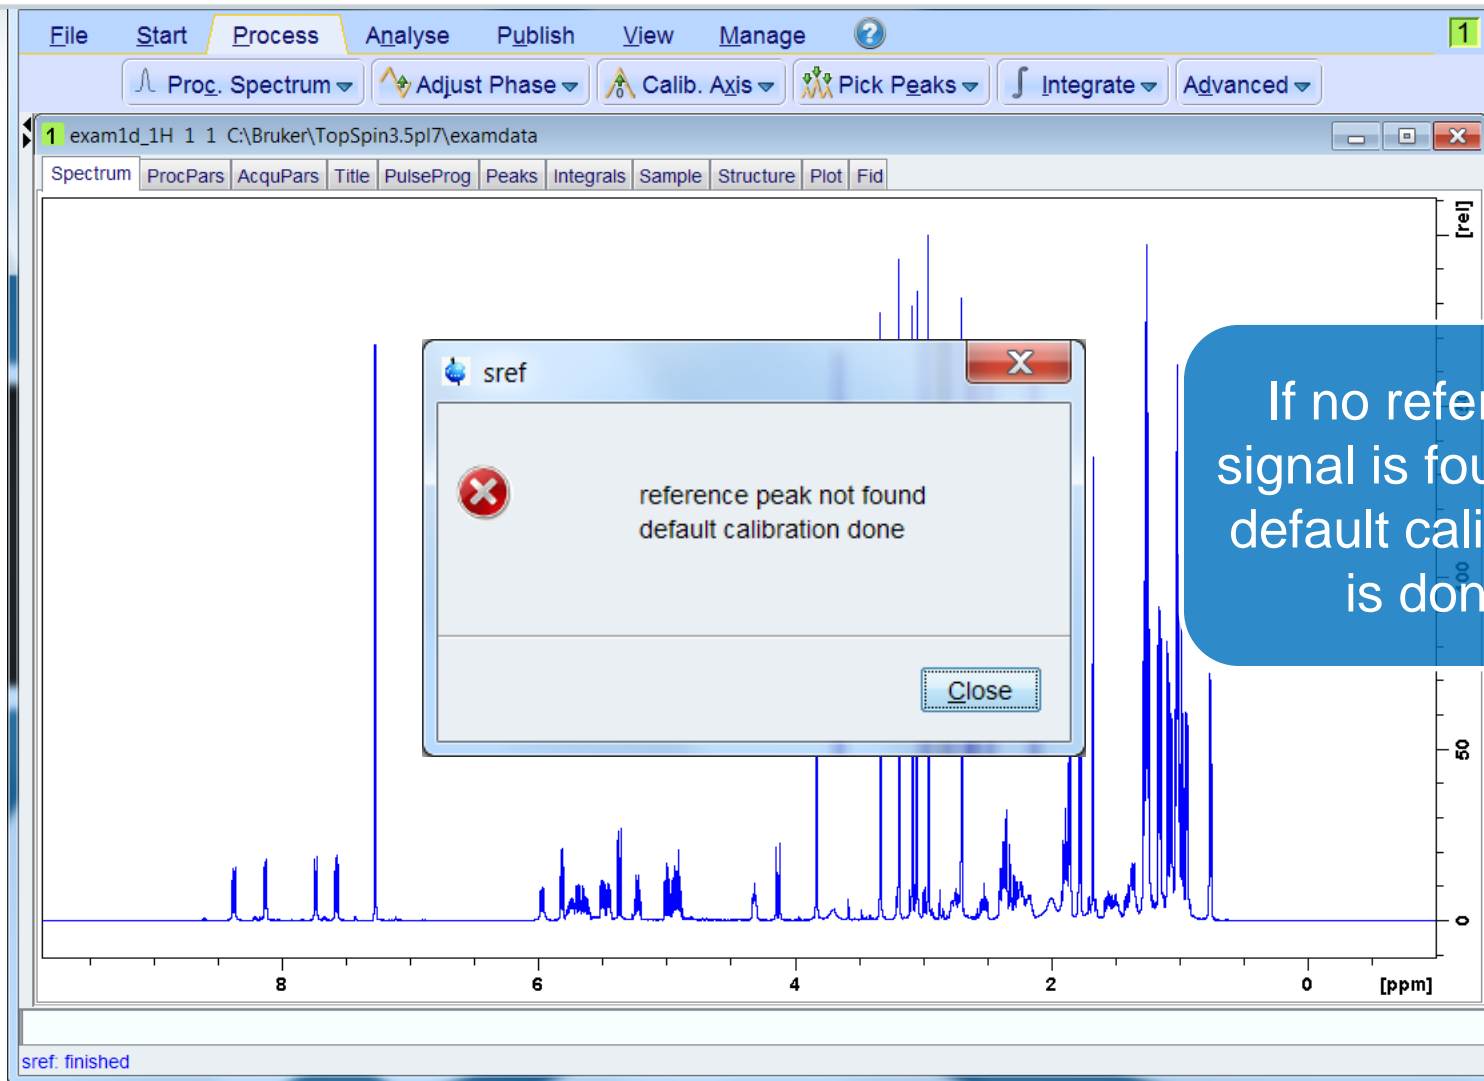 File Start Process Analyse Publish View Manage ? 1
Proc. Spectrum Adjust Phase Calib. Axis Pick Peaks Integrate Advanced
1 exam1d_1H 1 1 C:\Bruker\TopSpin3.5pl7\examdata
Spectrum ProcPars AcquPars Title PulseProg Peaks Integrals Sample Structure Plot Fid
[rel]
sref
reference peak not found
default calibration done
Close
If no refer
signal is fou
default cali
is don
50
0
8 6 4 2 0 [ppm]
sref: finished